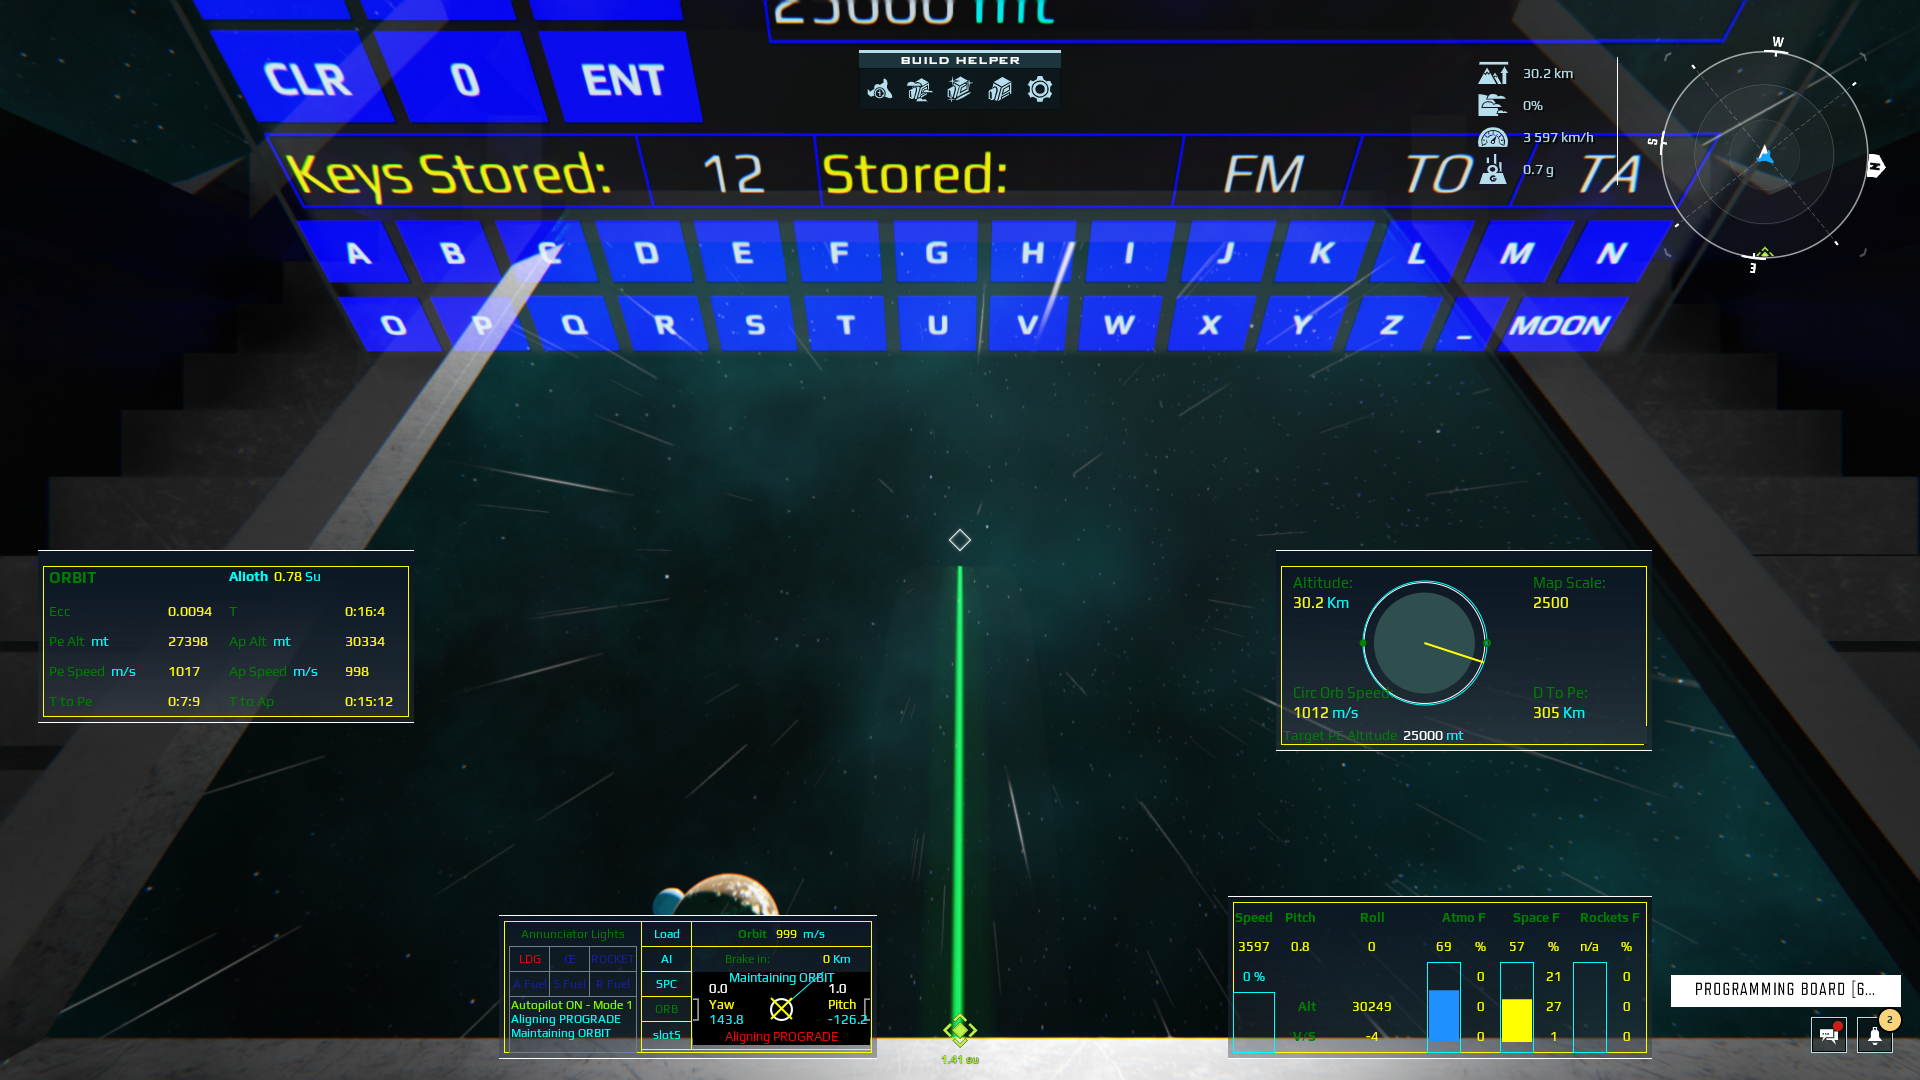 25000 mt
CLR 0 ENT
BUILD HELPER
30.2 km
0%
3 597 km/h
G 0.7 g
W
S
N
E
Keys Stored: 12 Stored: FM TO TA
A B C D E F G H I J K L M N
O P Q R S T U V W X Y Z _ MOON
ORBIT Alioth 0.78 Su
Ecc 0.0094 T 0:16:4
Pe Alt mt 27398 Ap Alt mt 30334
Pe Speed m/s 1017 Ap Speed m/s 998
T to Pe 0:7:9 T to Ap 0:15:12
Altitude: Map Scale:
30.2 Km 2500
Circ Orb Speed D To Pe:
1012 m/s 305 Km
Target PE Altitude 25000 mt
Annunciator Lights Load Orbit 999 m/s
LDG Œ ROCKET AI Brake in: 0 Km
A Fuel S Fuel R Fuel SPC Maintaining ORBIT
0.0 1.0
Autopilot ON - Mode 1 ORB Yaw Pitch
Aligning PROGRADE 143.8 -126.2
Maintaining ORBIT slot5 Aligning PROGRADE
1.41 su
Speed Pitch Roll Atmo F Space F Rockets F
3597 0.8 0 69 % 57 % n/a %
0 % 0 21 0
Alt 30249 0 27 0
V/S -4 0 1 0
PROGRAMMING BOARD [6...
2